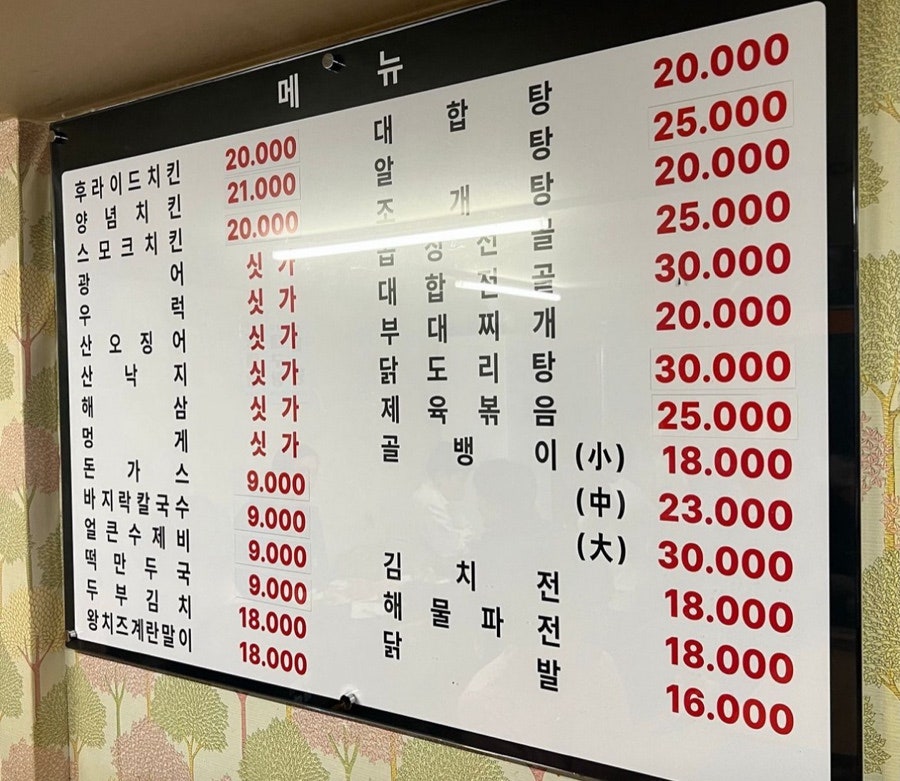 메 뉴
후라이드치킨 20.000
양념치킨 21.000
스모크치킨 20.000
광어 싯가
우럭 싯가
산오징어 싯가
산낙지 싯가
해삼 싯가
멍게 싯가
돈가스 9.000
바지락칼국수 9.000
얼큰수제비 9.000
떡만두국 9.000
두부김치 18.000
왕치즈계란말이 18.000
대합탕 20.000
알탕 25.000
조개탕 20.000
곱창전골 25.000
대합전골 30.000
부대찌개 20.000
닭도리탕 30.000
제육볶음 25.000
골뱅이 (小) 18.000
(中) 23.000
(大) 30.000
김치전 18.000
해물파전 18.000
닭발 16.000